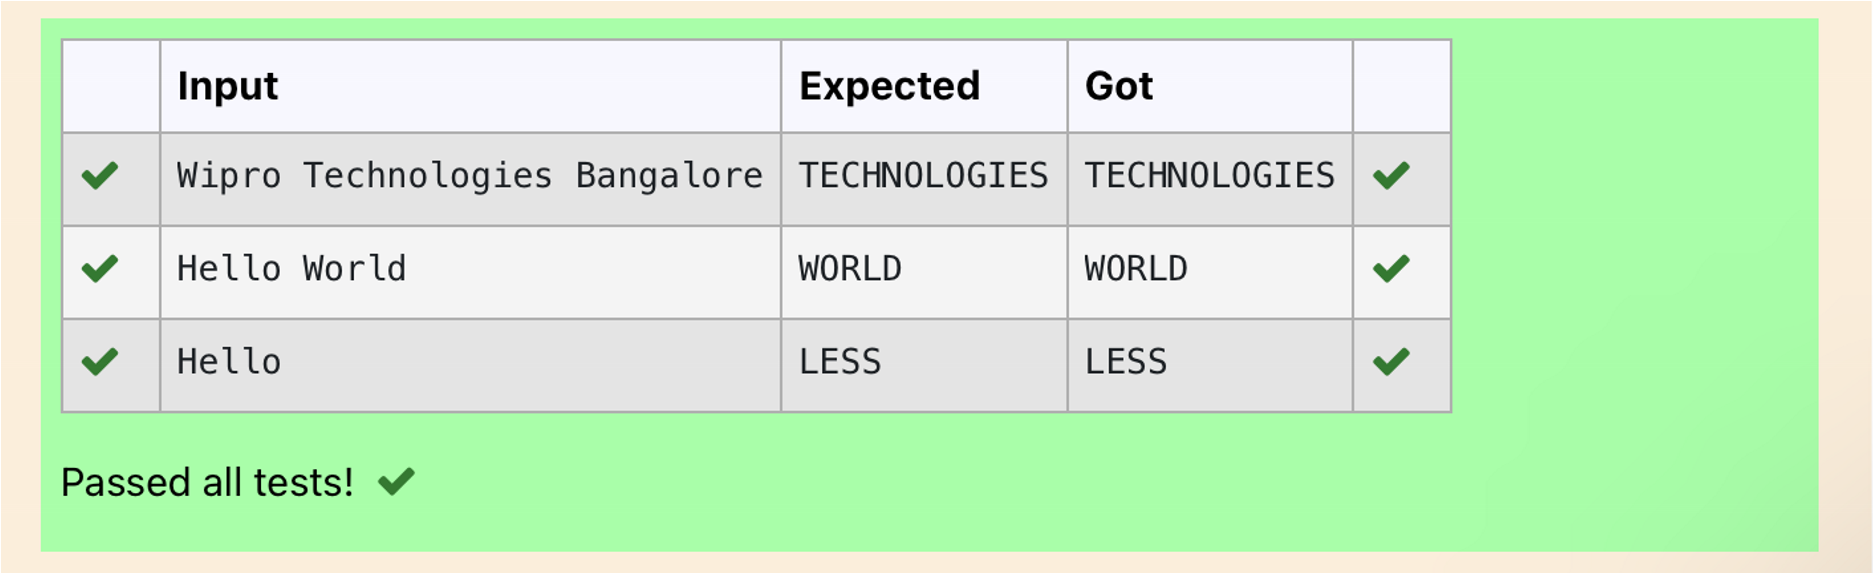 Input Expected Got
Wipro Technologies Bangalore TECHNOLOGIES TECHNOLOGIES
Hello World WORLD WORLD
Hello LESS LESS
Passed all tests!